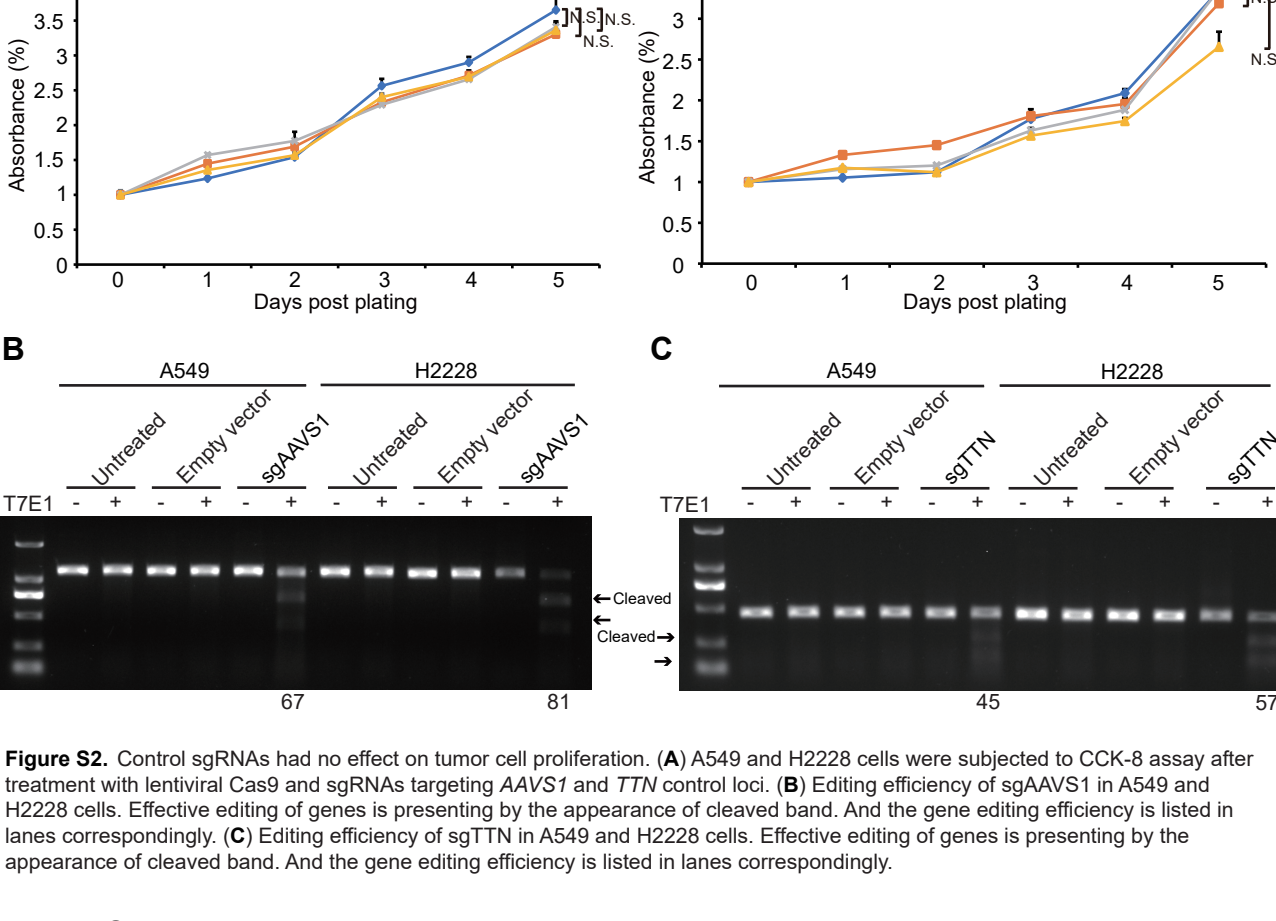 3.5
3
2.5
2
1.5
1
0.5
0
Absorbance (%)
0 1 2 3 4 5
Days post plating
N.S. N.S.
N.S.
3
2.5
2
1.5
1
0.5
0
Absorbance (%)
0 1 2 3 4 5
Days post plating
N.S
B
A549 H2228
Untreated Empty vector sgAAVS1 Untreated Empty vector sgAAVS1
T7E1 - + - + - + - + - + - +
←Cleaved
←
67 81
C
A549 H2228
Untreated Empty vector sgTTN Untreated Empty vector sgTTN
T7E1 - + - + - + - + - + - +
Cleaved→
→
45 57
Figure S2. Control sgRNAs had no effect on tumor cell proliferation. (A) A549 and H2228 cells were subjected to CCK-8 assay after
treatment with lentiviral Cas9 and sgRNAs targeting AAVS1 and TTN control loci. (B) Editing efficiency of sgAAVS1 in A549 and
H2228 cells. Effective editing of genes is presenting by the appearance of cleaved band. And the gene editing efficiency is listed in
lanes correspondingly. (C) Editing efficiency of sgTTN in A549 and H2228 cells. Effective editing of genes is presenting by the
appearance of cleaved band. And the gene editing efficiency is listed in lanes correspondingly.